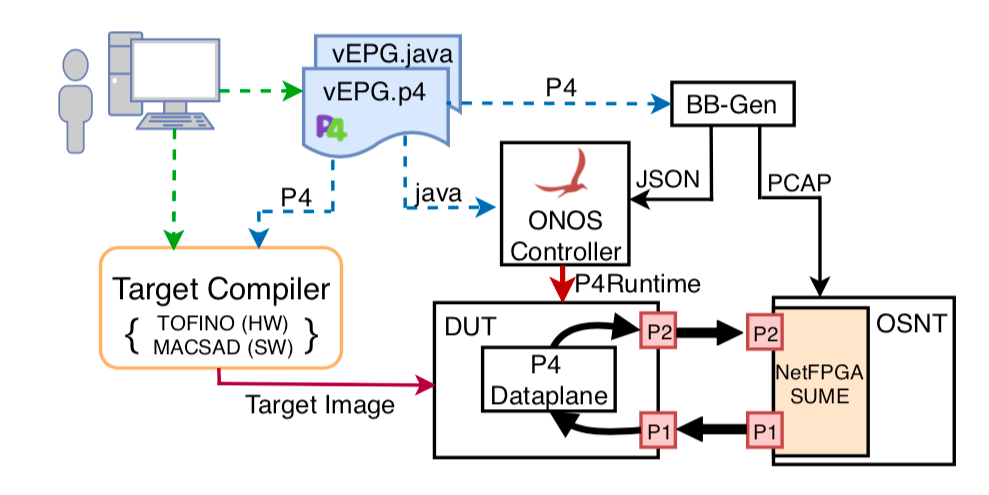 vEPG.java
vEPG.p4
P4
P4
BB-Gen
P4
java
JSON
PCAP
ONOS
Controller
P4Runtime
Target Compiler
{ TOFINO (HW) }
MACSAD (SW)
Target Image
DUT
P2
P2
OSNT
P4
Dataplane
NetFPGA
SUME
P1
P1